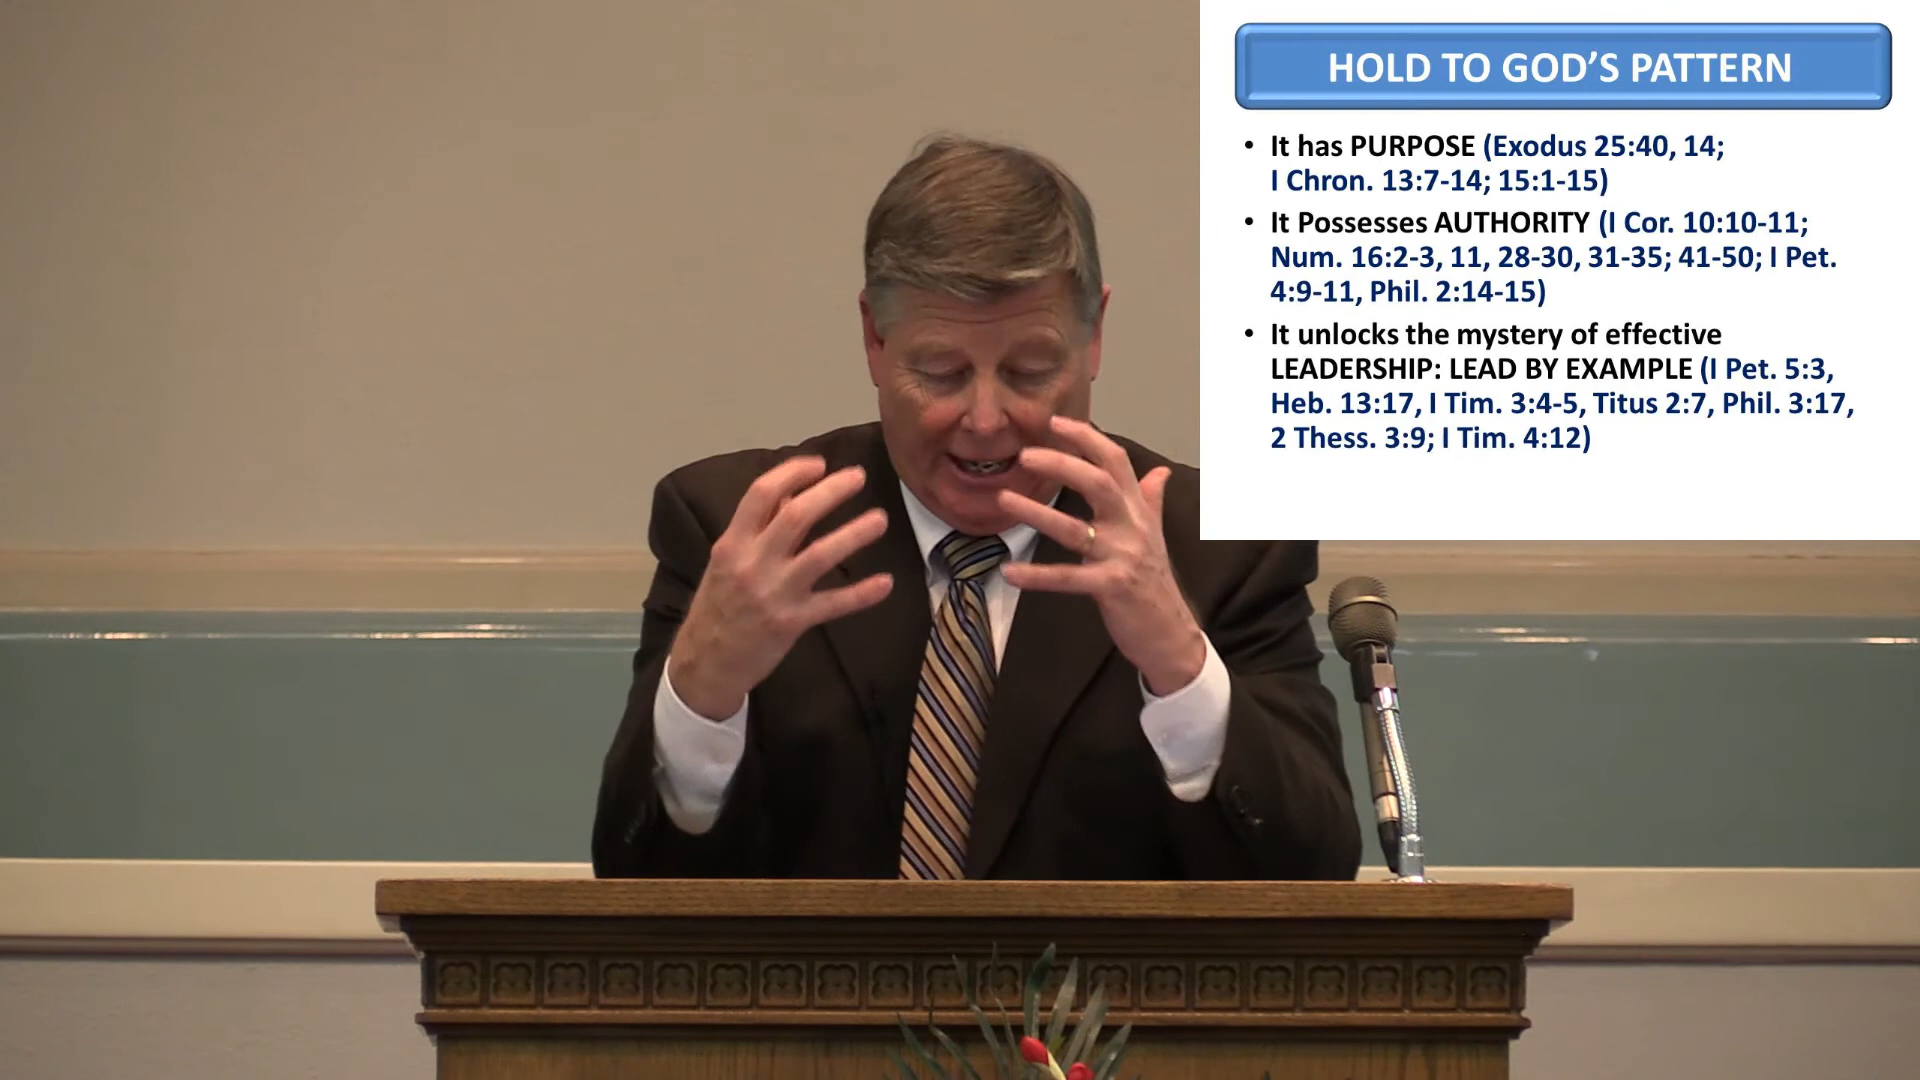 HOLD TO GOD’S PATTERN
• It has PURPOSE (Exodus 25:40, 14;
I Chron. 13:7-14; 15:1-15)
• It Possesses AUTHORITY (I Cor. 10:10-11;
Num. 16:2-3, 11, 28-30, 31-35; 41-50; I Pet.
4:9-11, Phil. 2:14-15)
• It unlocks the mystery of effective
LEADERSHIP: LEAD BY EXAMPLE (I Pet. 5:3,
Heb. 13:17, I Tim. 3:4-5, Titus 2:7, Phil. 3:17,
2 Thess. 3:9; I Tim. 4:12)